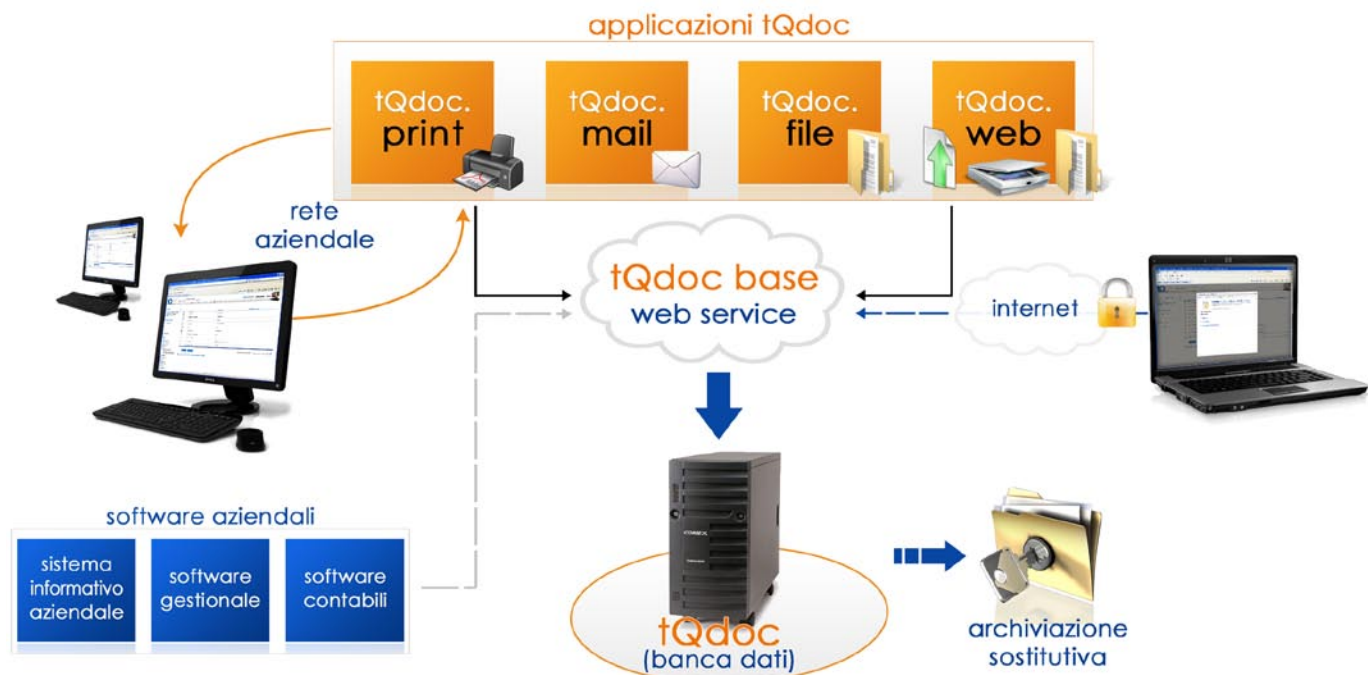 applicazioni tQdoc
tQdoc.
print
tQdoc.
mail
tQdoc.
file
tQdoc.
web
rete
aziendale
tQdoc base
web service
internet
software aziendali
sistema
informativo
aziendale
software
gestionale
software
contabili
tQdoc
(banca dati)
archiviazione
sostitutiva